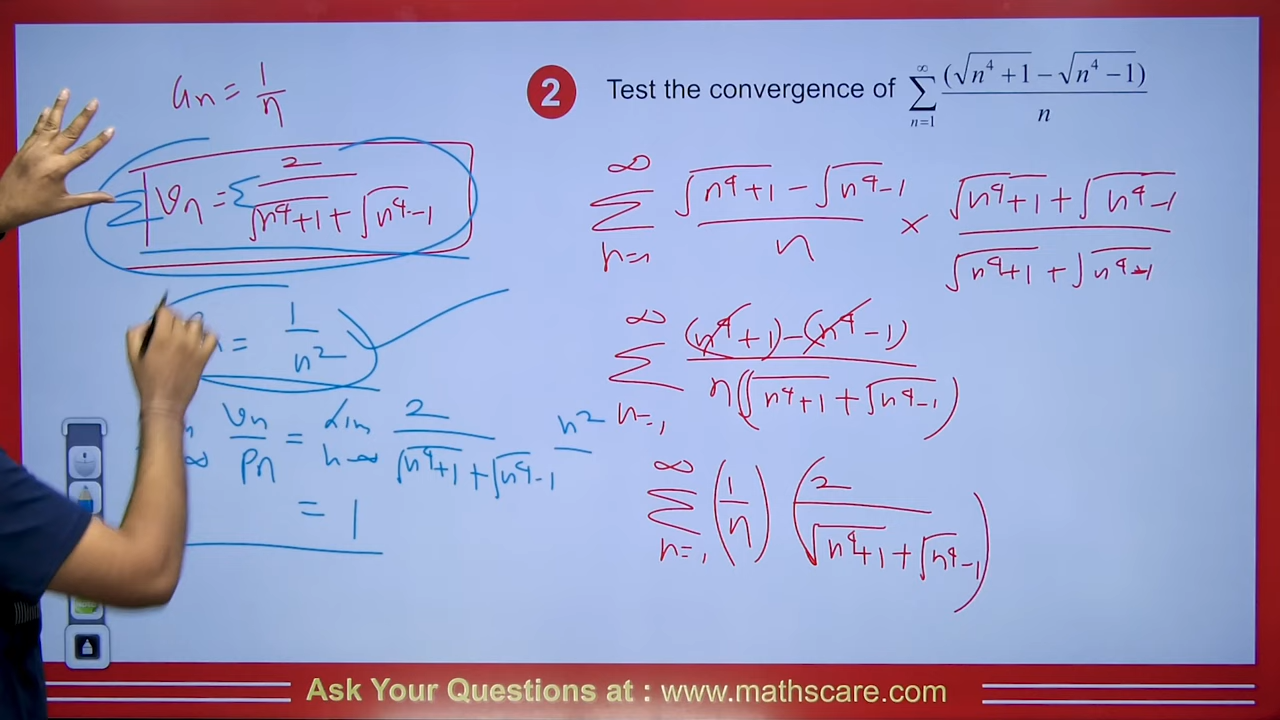 2 Test the convergence of ∑_{n=1}^{∞} (√(n⁴+1) − √(n⁴−1)) / n
un = 1/n
∑ vn = ∑ 2 / (√(n⁴+1) + √(n⁴−1))
= 1/n²
vn/Pn = Lim n→∞ 2 / (√(n⁴+1) + √(n⁴−1)) n²
= 1
∑_{n=1}^{∞} (√(n⁴+1) − √(n⁴−1)) / n × (√(n⁴+1) + √(n⁴−1)) / (√(n⁴+1) + √(n⁴−1))
∑_{n=1}^{∞} ((n⁴+1) − (n⁴−1)) / n(√(n⁴+1) + √(n⁴−1))
∑_{n=1}^{∞} (1/n) (2 / (√(n⁴+1) + √(n⁴−1)))
Ask Your Questions at : www.mathscare.com